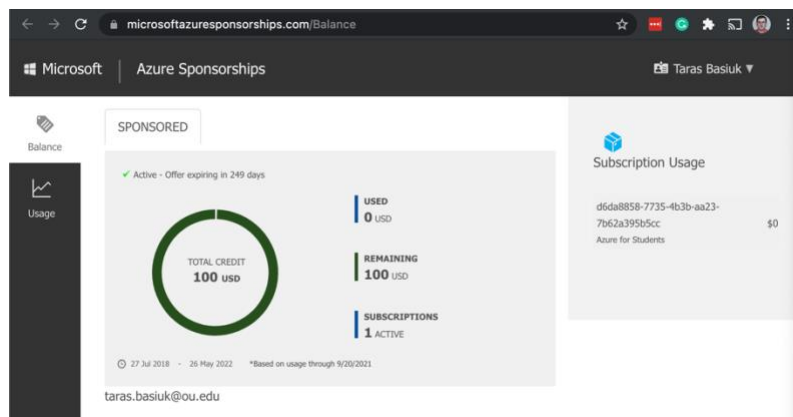 microsoftazuresponsorships.com/Balance
Microsoft | Azure Sponsorships
Taras Basiuk ▼
Balance
Usage
SPONSORED
✔ Active - Offer expiring in 249 days
TOTAL CREDIT
100 USD
USED
0 USD
REMAINING
100 USD
SUBSCRIPTIONS
1 ACTIVE
27 Jul 2018 - 26 May 2022 *Based on usage through 9/20/2021
taras.basiuk@ou.edu
Subscription Usage
d6da8858-7735-4b3b-aa23-
7b62a395b5cc $0
Azure for Students